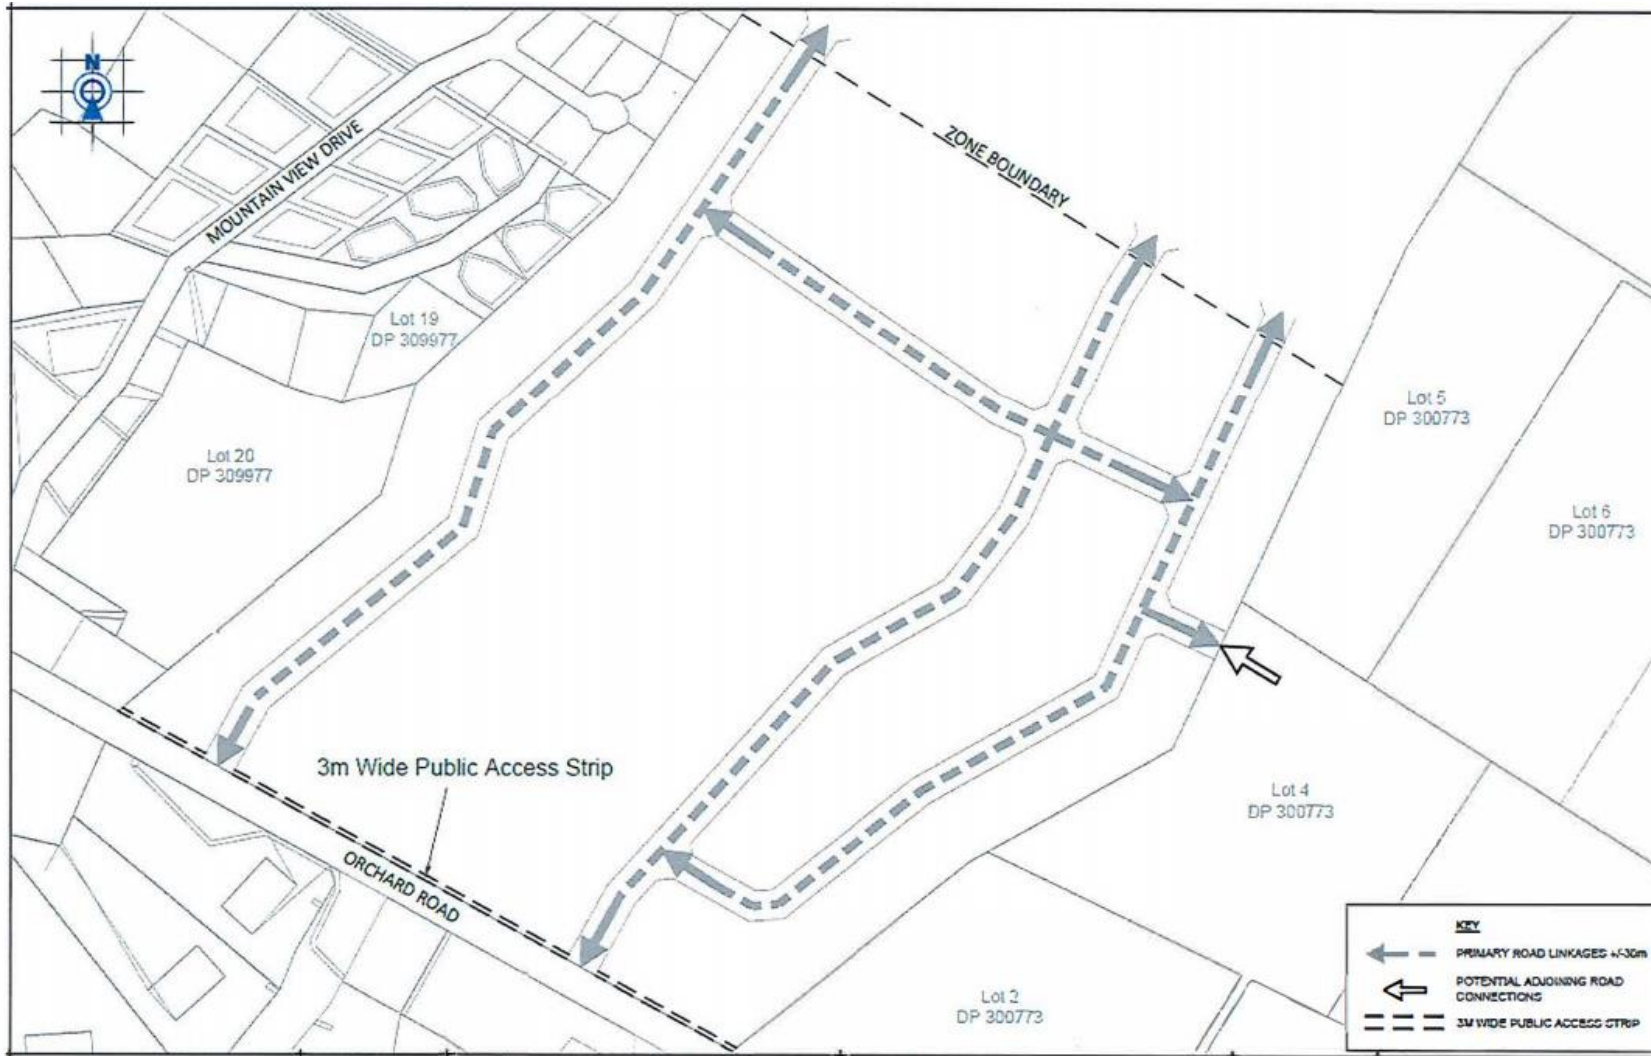 N
MOUNTAIN VIEW DRIVE
ZONE BOUNDARY
Lot 19
DP 309977
Lot 20
DP 309977
Lot 5
DP 300773
Lot 6
DP 300773
3m Wide Public Access Strip
ORCHARD ROAD
Lot 4
DP 300773
Lot 2
DP 300773
KEY
PRIMARY ROAD LINKAGES +/-30m
POTENTIAL ADJOINING ROAD
CONNECTIONS
3M WIDE PUBLIC ACCESS STRIP